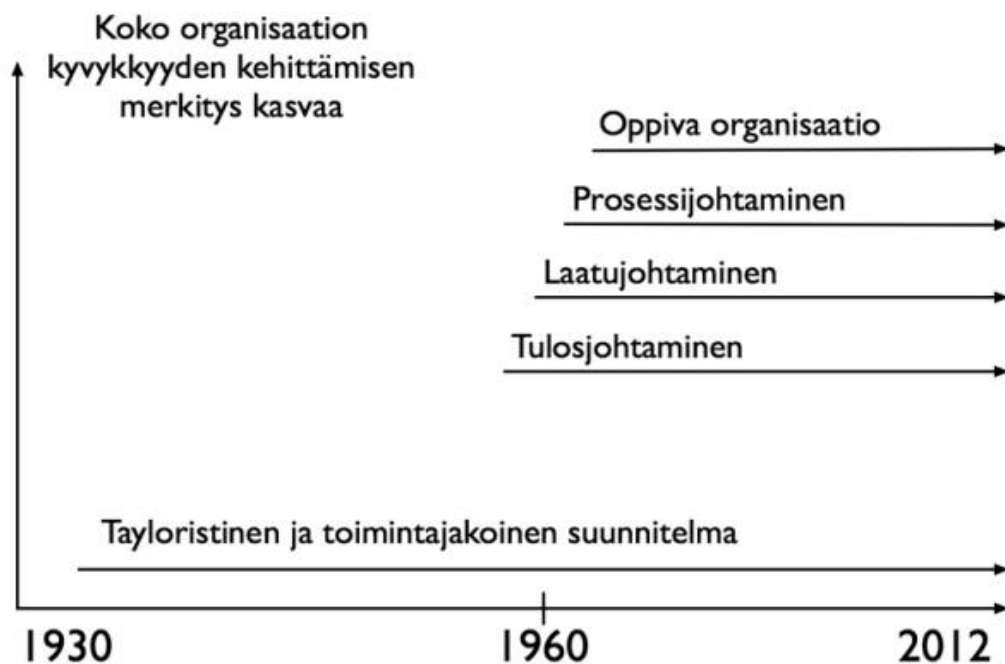 Koko organisaation
kyvykkyyden kehittämisen
merkitys kasvaa
Oppiva organisaatio
Prosessijohtaminen
Laatujohtaminen
Tulosjohtaminen
Tayloristinen ja toimintajakoinen suunnitelma
1930 1960 2012